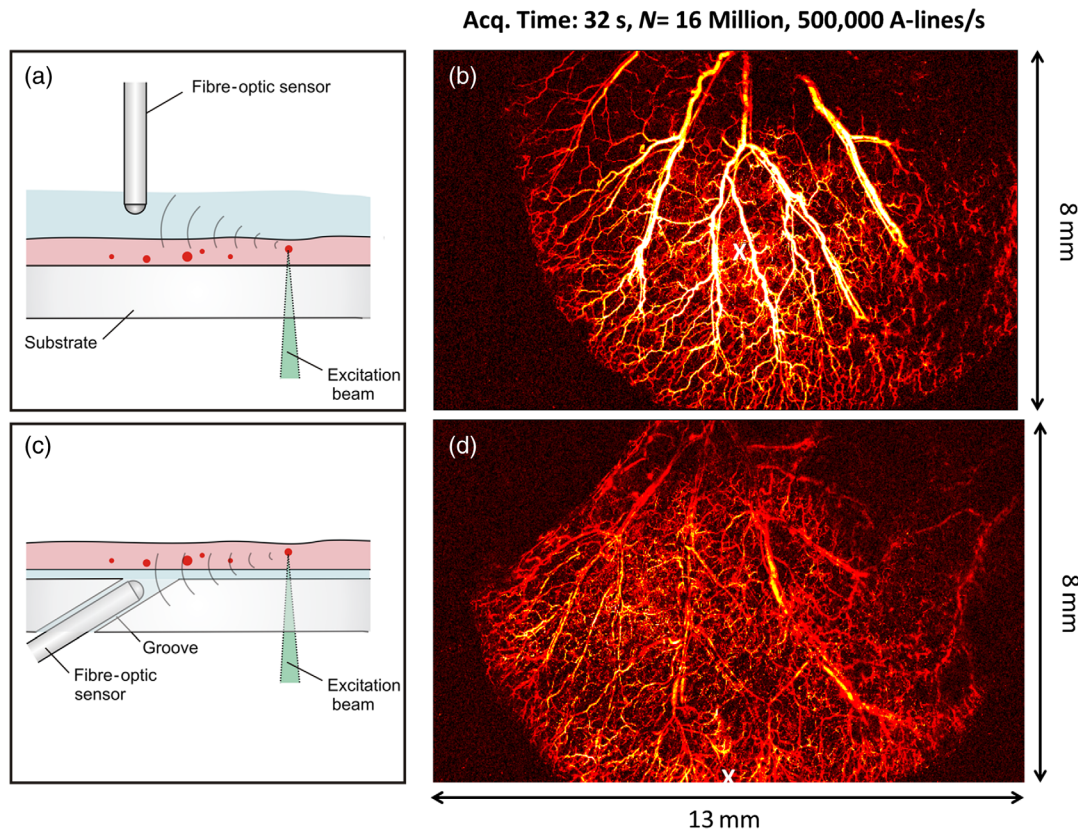 Acq. Time: 32 s, N= 16 Million, 500,000 A-lines/s
(a)
Fibre-optic sensor
Substrate
Excitation
beam
(b)
X
8 mm
(c)
Groove
Fibre-optic
sensor
Excitation
beam
(d)
X
8 mm
13 mm